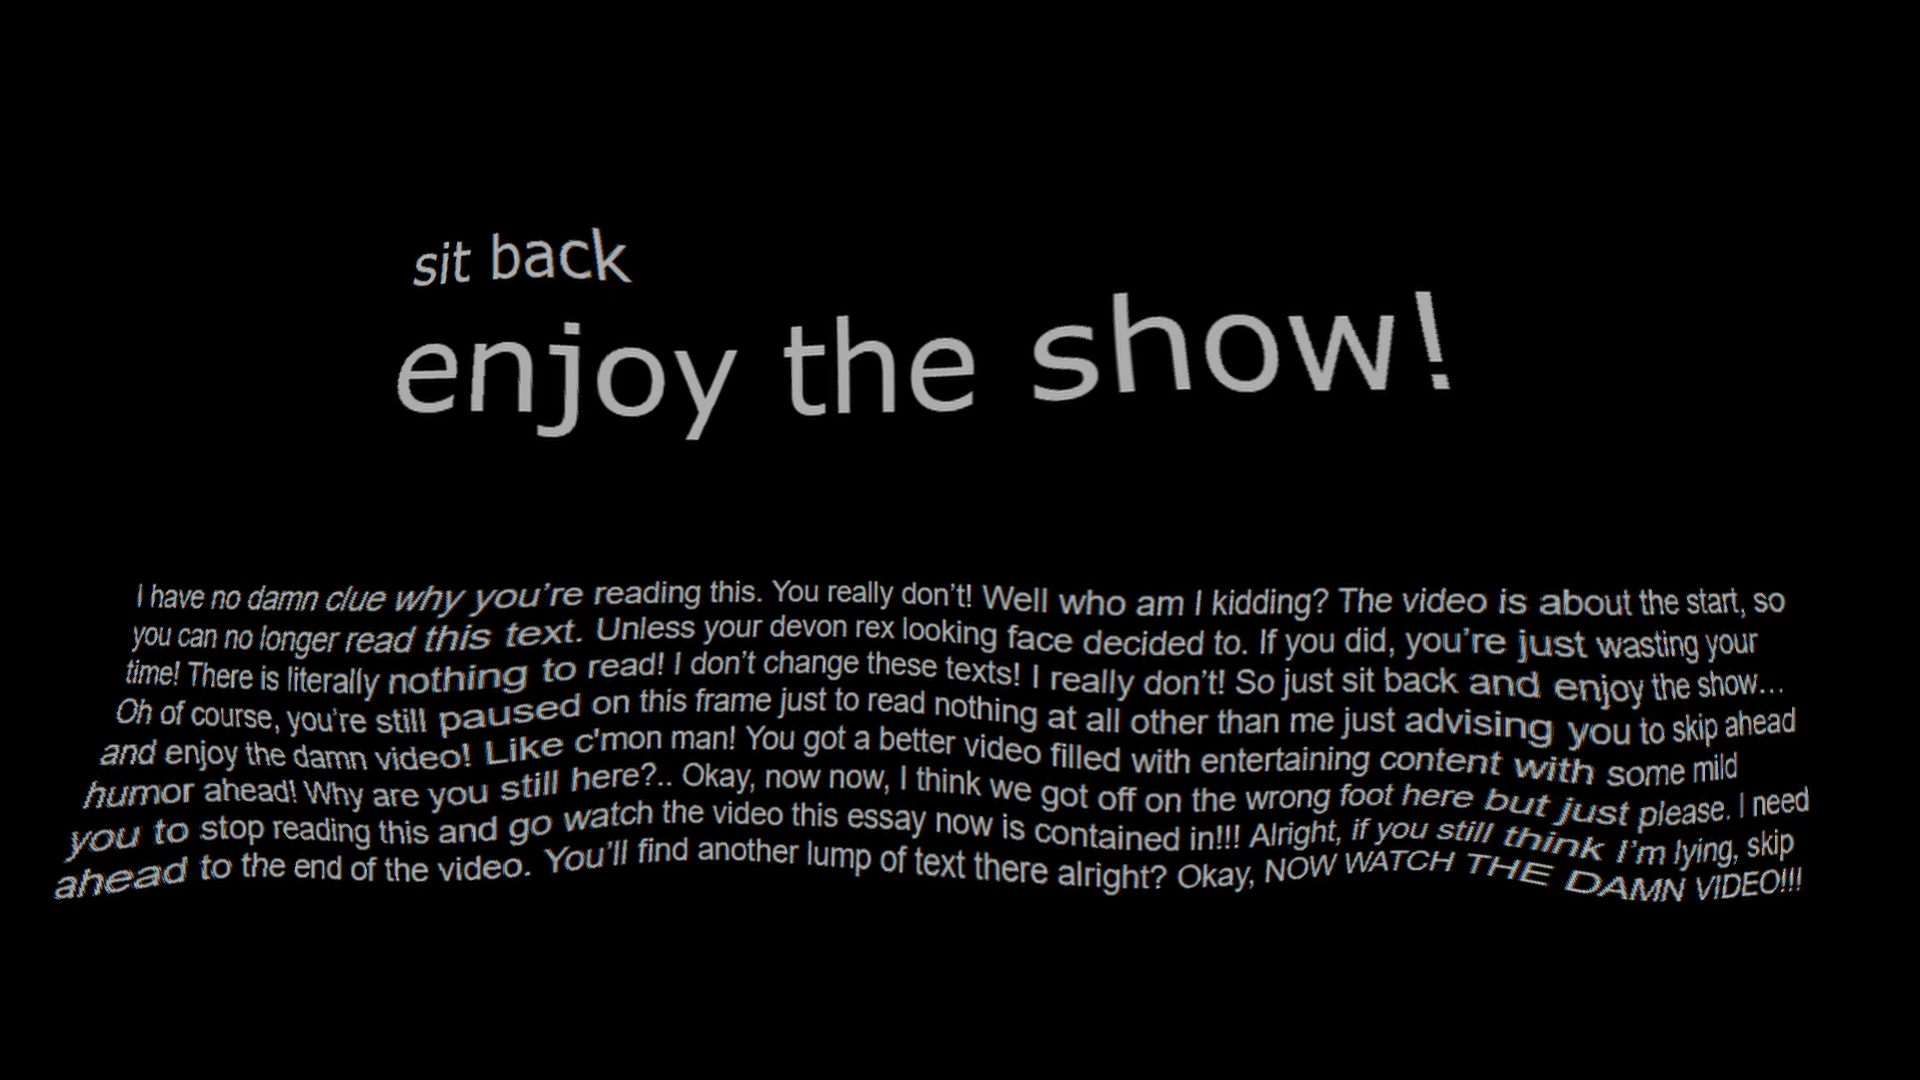 sit back
enjoy the show!
I have no damn clue why you're reading this. You really don't! Well who am I kidding? The video is about the start, so
you can no longer read this text. Unless your devon rex looking face decided to. If you did, you're just wasting your
time! There is literally nothing to read! I don't change these texts! I really don't! So just sit back and enjoy the show...
Oh of course, you're still paused on this frame just to read nothing at all other than me just advising you to skip ahead
and enjoy the damn video! Like c'mon man! You got a better video filled with entertaining content with some mild
humor ahead! Why are you still here?.. Okay, now now, I think we got off on the wrong foot here but just please. I need
you to stop reading this and go watch the video this essay now is contained in!!! Alright, if you still think I'm lying, skip
ahead to the end of the video. You'll find another lump of text there alright? Okay, NOW WATCH THE DAMN VIDEO!!!